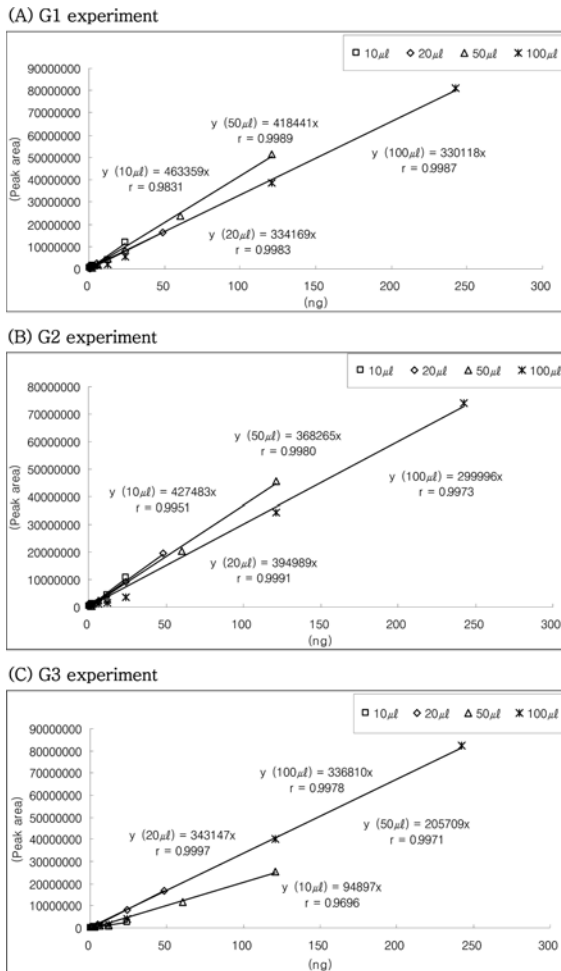 (A) G1 experiment
□ 10㎕ ◇ 20㎕ △ 50㎕ ✱ 100㎕
90000000
80000000
70000000
60000000
50000000
40000000
30000000
20000000
10000000
0
(Peak area)
y (50㎕) = 418441x
r = 0.9989
y (10㎕) = 463359x
r = 0.9831
y (100㎕) = 330118x
r = 0.9987
y (20㎕) = 334169x
r = 0.9983
0 50 100 150 200 250 300
(ng)
(B) G2 experiment
□ 10㎕ ◇ 20㎕ △ 50㎕ ✱ 100㎕
80000000
70000000
60000000
50000000
40000000
30000000
20000000
10000000
0
(Peak area)
y (50㎕) = 368265x
r = 0.9980
y (10㎕) = 427483x
r = 0.9951
y (100㎕) = 299996x
r = 0.9973
y (20㎕) = 394989x
r = 0.9991
0 50 100 150 200 250 300
(ng)
(C) G3 experiment
□ 10㎕ ◇ 20㎕ △ 50㎕ ✱ 100㎕
90000000
80000000
70000000
60000000
50000000
40000000
30000000
20000000
10000000
0
(Peak area)
y (100㎕) = 336810x
r = 0.9978
y (20㎕) = 343147x
r = 0.9997
y (50㎕) = 205709x
r = 0.9971
y (10㎕) = 94897x
r = 0.9696
0 50 100 150 200 250 300
(ng)